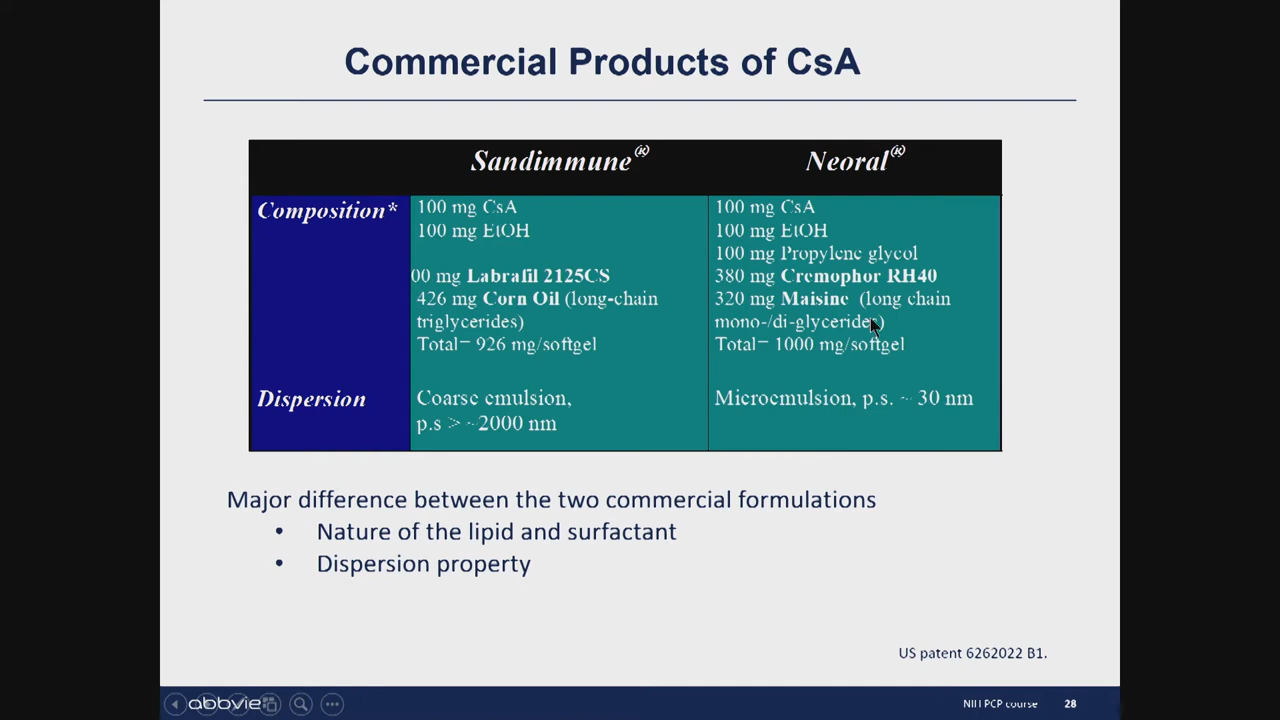 Commercial Products of CsA
Sandimmune®
Neoral®
Composition*
100 mg CsA
100 mg EtOH
00 mg Labrafil 2125CS
426 mg Corn Oil (long-chain
triglycerides)
Total= 926 mg/softgel
100 mg CsA
100 mg EtOH
100 mg Propylene glycol
380 mg Cremophor RH40
320 mg Maisine (long chain
mono-/di-glycerides)
Total= 1000 mg/softgel
Dispersion
Coarse emulsion,
p.s > ~2000 nm
Microemulsion, p.s. ~ 30 nm
Major difference between the two commercial formulations
• Nature of the lipid and surfactant
• Dispersion property
US patent 6262022 B1.
abbvie
NIH PCP course
28